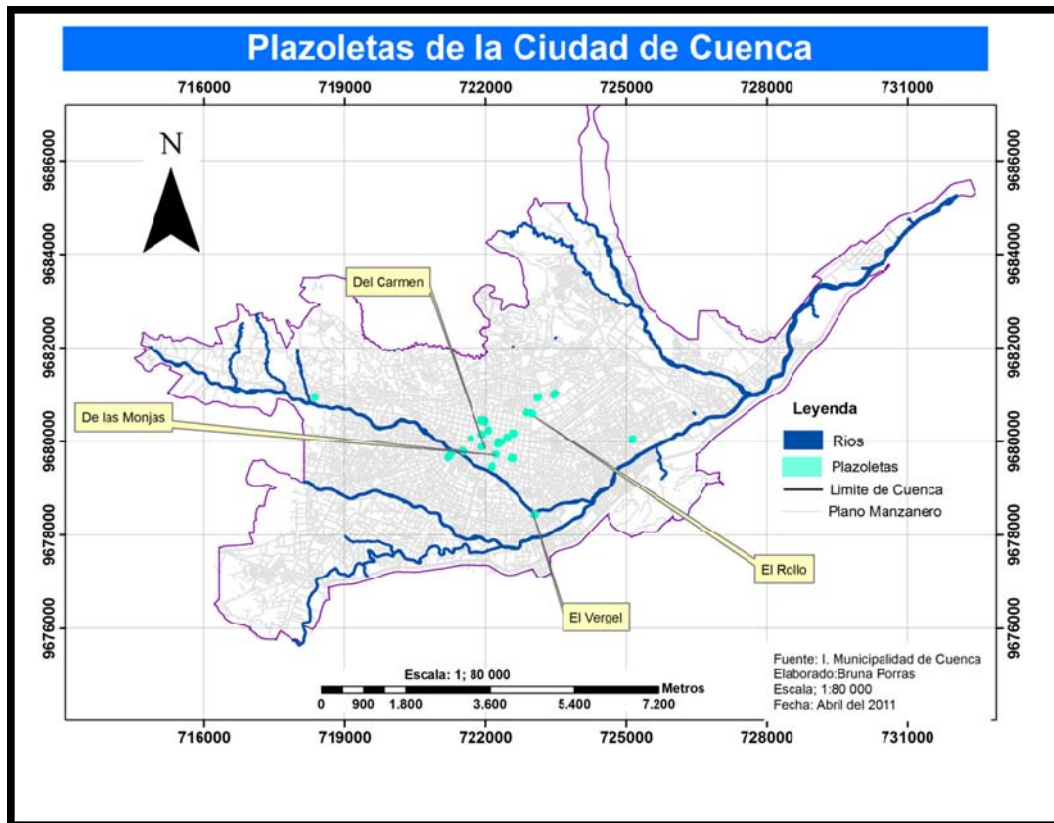 Plazoletas de la Ciudad de Cuenca
716000 719000 722000 725000 728000 731000
N
9686000 9686000
9684000 9684000
Del Carmen
9682000 9682000
De las Monjas
9680000 9680000
Leyenda
Rios
Plazoletas
Limite de Cuenca
Plano Manzanero
9678000 9678000
El Rollo
El Vergel
9676000 9676000
Escala: 1; 80 000
Metros
0 900 1.800 3.600 5.400 7.200
Fuente: I. Municipalidad de Cuenca
Elaborado:Bruna Porras
Escala; 1:80 000
Fecha: Abril del 2011
716000 719000 722000 725000 728000 731000